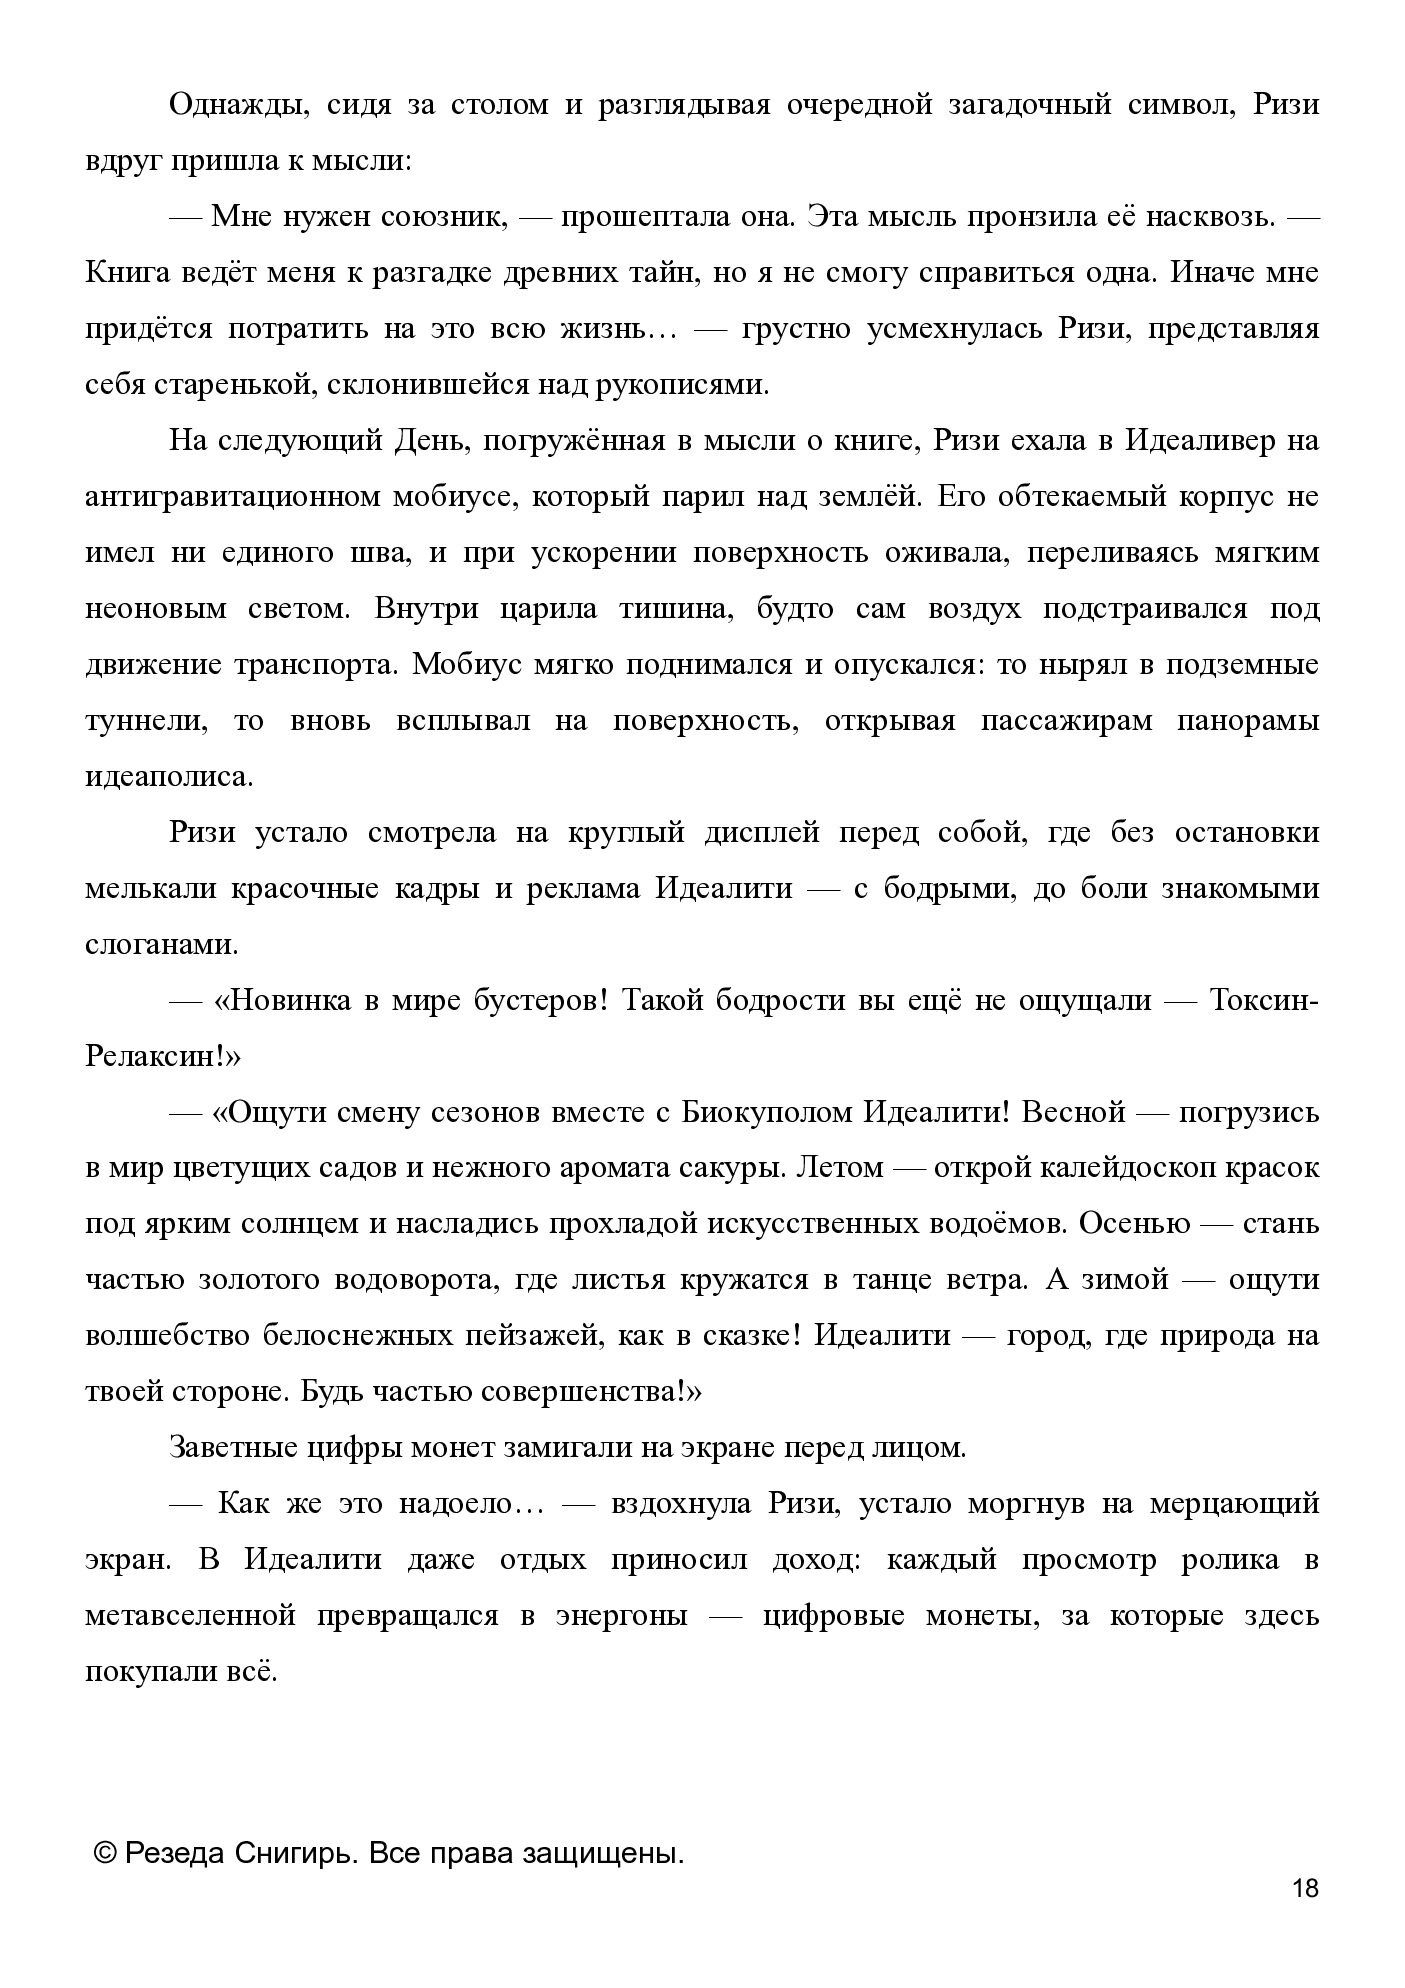 Однажды, сидя за столом и разглядывая очередной загадочный символ, Ризи
вдруг пришла к мысли:
— Мне нужен союзник, — прошептала она. Эта мысль пронзила её насквозь. —
Книга ведёт меня к разгадке древних тайн, но я не смогу справиться одна. Иначе мне
придётся потратить на это всю жизнь… — грустно усмехнулась Ризи, представляя
себя старенькой, склонившейся над рукописями.
На следующий День, погружённая в мысли о книге, Ризи ехала в Идеаливер на
антигравитационном мобиусе, который парил над землёй. Его обтекаемый корпус не
имел ни единого шва, и при ускорении поверхность оживала, переливаясь мягким
неоновым светом. Внутри царила тишина, будто сам воздух подстраивался под
движение транспорта. Мобиус мягко поднимался и опускался: то нырял в подземные
туннели, то вновь всплывал на поверхность, открывая пассажирам панорамы
идеаполиса.
Ризи устало смотрела на круглый дисплей перед собой, где без остановки
мелькали красочные кадры и реклама Идеалити — с бодрыми, до боли знакомыми
слоганами.
— «Новинка в мире бустеров! Такой бодрости вы ещё не ощущали — Токсин-
Релаксин!»
— «Ощути смену сезонов вместе с Биокуполом Идеалити! Весной — погрузись
в мир цветущих садов и нежного аромата сакуры. Летом — открой калейдоскоп красок
под ярким солнцем и насладись прохладой искусственных водоёмов. Осенью — стань
частью золотого водоворота, где листья кружатся в танце ветра. А зимой — ощути
волшебство белоснежных пейзажей, как в сказке! Идеалити — город, где природа на
твоей стороне. Будь частью совершенства!»
Заветные цифры монет замигали на экране перед лицом.
— Как же это надоело… — вздохнула Ризи, устало моргнув на мерцающий
экран. В Идеалити даже отдых приносил доход: каждый просмотр ролика в
метавселенной превращался в энергоны — цифровые монеты, за которые здесь
покупали всё.
© Резеда Снигирь. Все права защищены.
18